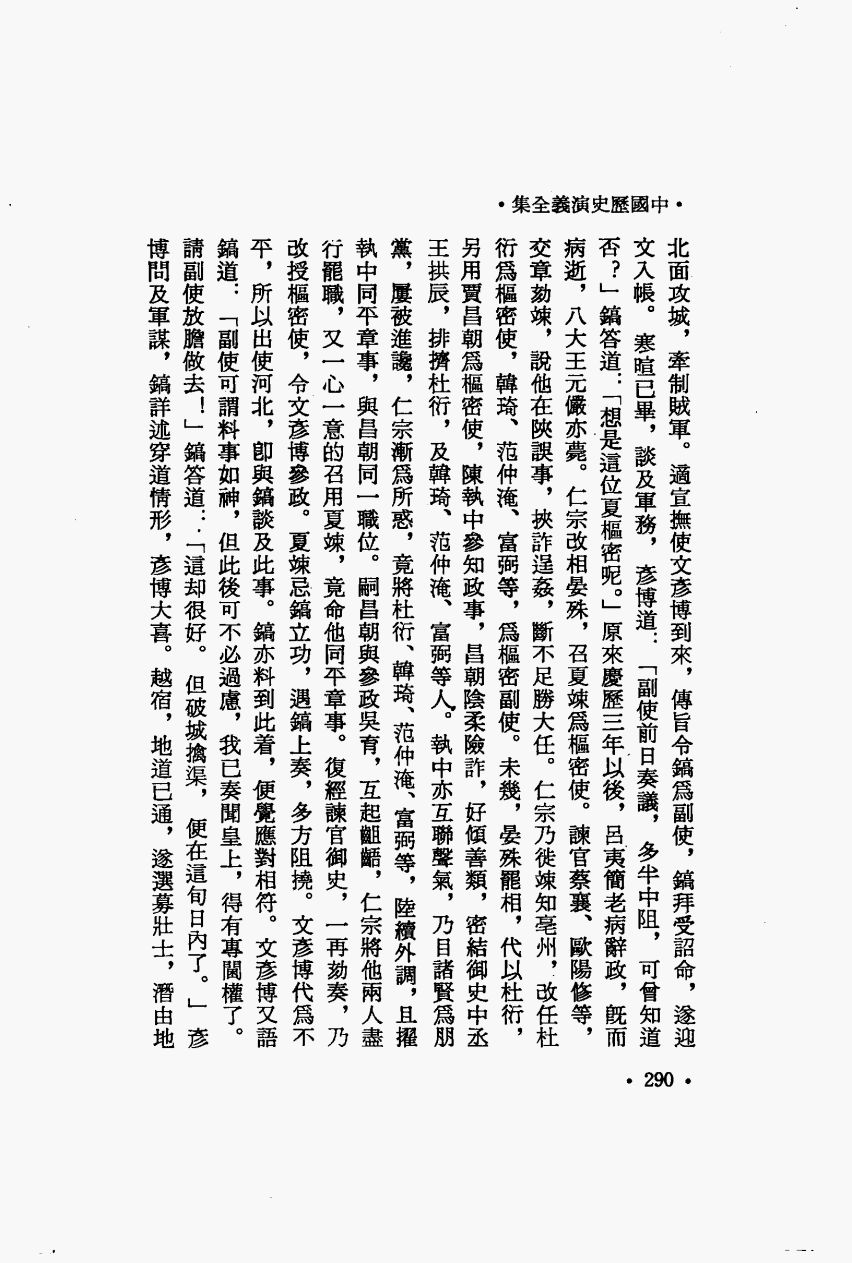 •中國歷史演義全集•
北面攻城，牽制賊軍。適宣撫使文彥博到來，傳旨令鎬爲副使，鎬拜受詔命，遂迎
文入帳。寒暄已畢，談及軍務，彥博道：「副使前日奏議，多半中阻，可曾知道
否？」鎬答道：「想是這位夏樞密呢。」原來慶歷三年以後，呂夷簡老病辭政，旣而
病逝，八大王元儼亦薨。仁宗改相晏殊，召夏竦爲樞密使。諫官蔡襄、歐陽修等，
交章劾竦，說他在陝誤事，挾詐逞姦，斷不足勝大任。仁宗乃徙竦知亳州，改任杜
衍爲樞密使，韓琦、范仲淹、富弼等，爲樞密副使。未幾，晏殊罷相，代以杜衍，
另用賈昌朝爲樞密使，陳執中參知政事，昌朝陰柔險詐，好傾善類，密結御史中丞
王拱辰，排擠杜衍，及韓琦、范仲淹、富弼等人。執中亦互聯聲氣，乃目諸賢爲朋
黨，屢被進讒，仁宗漸爲所惑，竟將杜衍、韓琦、范仲淹、富弼等，陸續外調，且擢
執中同平章事，與昌朝同一職位。嗣昌朝與參政吳育，互起齟齬，仁宗將他兩人盡
行罷職，又一心一意的召用夏竦，竟命他同平章事。復經諫官御史，一再劾奏，乃
改授樞密使，令文彥博參政。夏竦忌鎬立功，遇鎬上奏，多方阻撓。文彥博代爲不
平，所以出使河北，卽與鎬談及此事。鎬亦料到此着，便覺應對相符。文彥博又語
鎬道：「副使可謂料事如神，但此後可不必過慮，我已奏聞皇上，得有專閫權了。
請副使放膽做去！」鎬答道：「這却很好。但破城擒渠，便在這旬日內了。」彥
博問及軍謀，鎬詳述穿道情形，彥博大喜。越宿，地道已通，遂選募壯士，潛由地
• 290 •